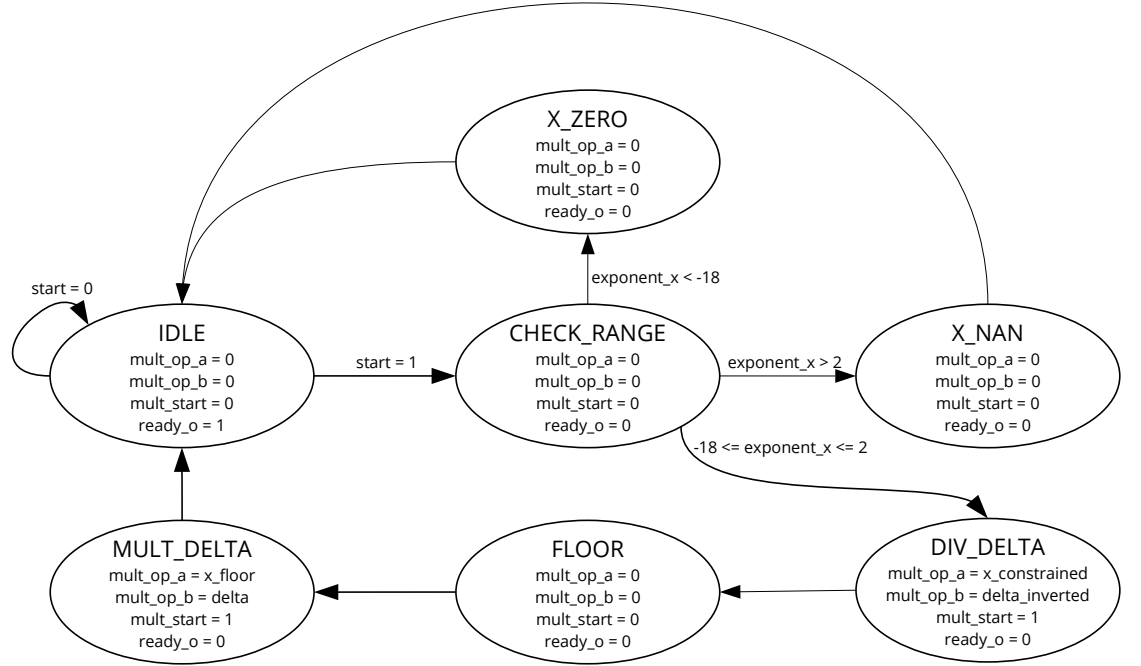 X_ZERO
mult_op_a = 0
mult_op_b = 0
mult_start = 0
ready_o = 0
exponent_x < -18
start = 0
IDLE
mult_op_a = 0
mult_op_b = 0
mult_start = 0
ready_o = 1
start = 1
CHECK_RANGE
mult_op_a = 0
mult_op_b = 0
mult_start = 0
ready_o = 0
exponent_x > 2
X_NAN
mult_op_a = 0
mult_op_b = 0
mult_start = 0
ready_o = 0
-18 <= exponent_x <= 2
MULT_DELTA
mult_op_a = x_floor
mult_op_b = delta
mult_start = 1
ready_o = 0
FLOOR
mult_op_a = 0
mult_op_b = 0
mult_start = 0
ready_o = 0
DIV_DELTA
mult_op_a = x_constrained
mult_op_b = delta_inverted
mult_start = 1
ready_o = 0